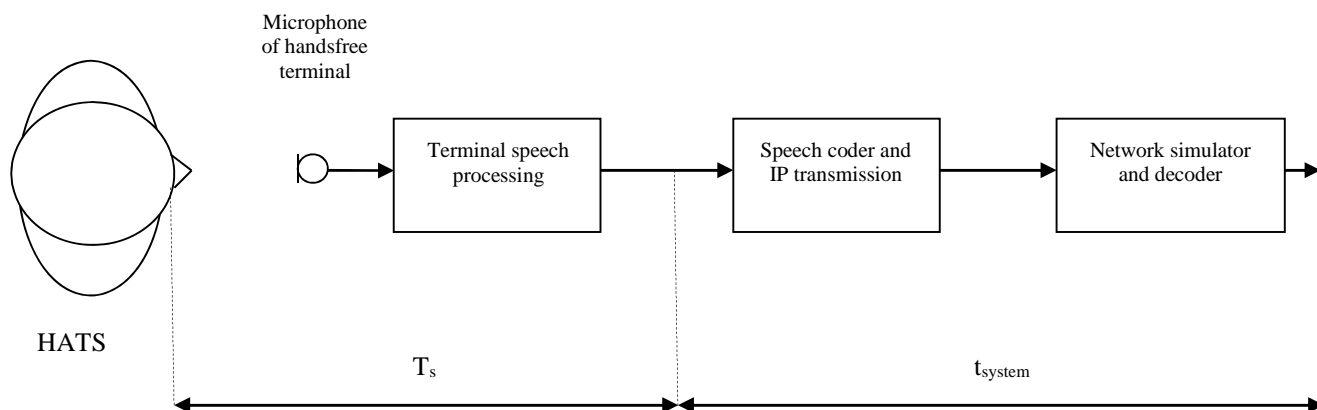 Microphone
of handsfree
terminal
Terminal speech
processing
Speech coder and
IP transmission
Network simulator
and decoder
HATS
Ts
tsystem